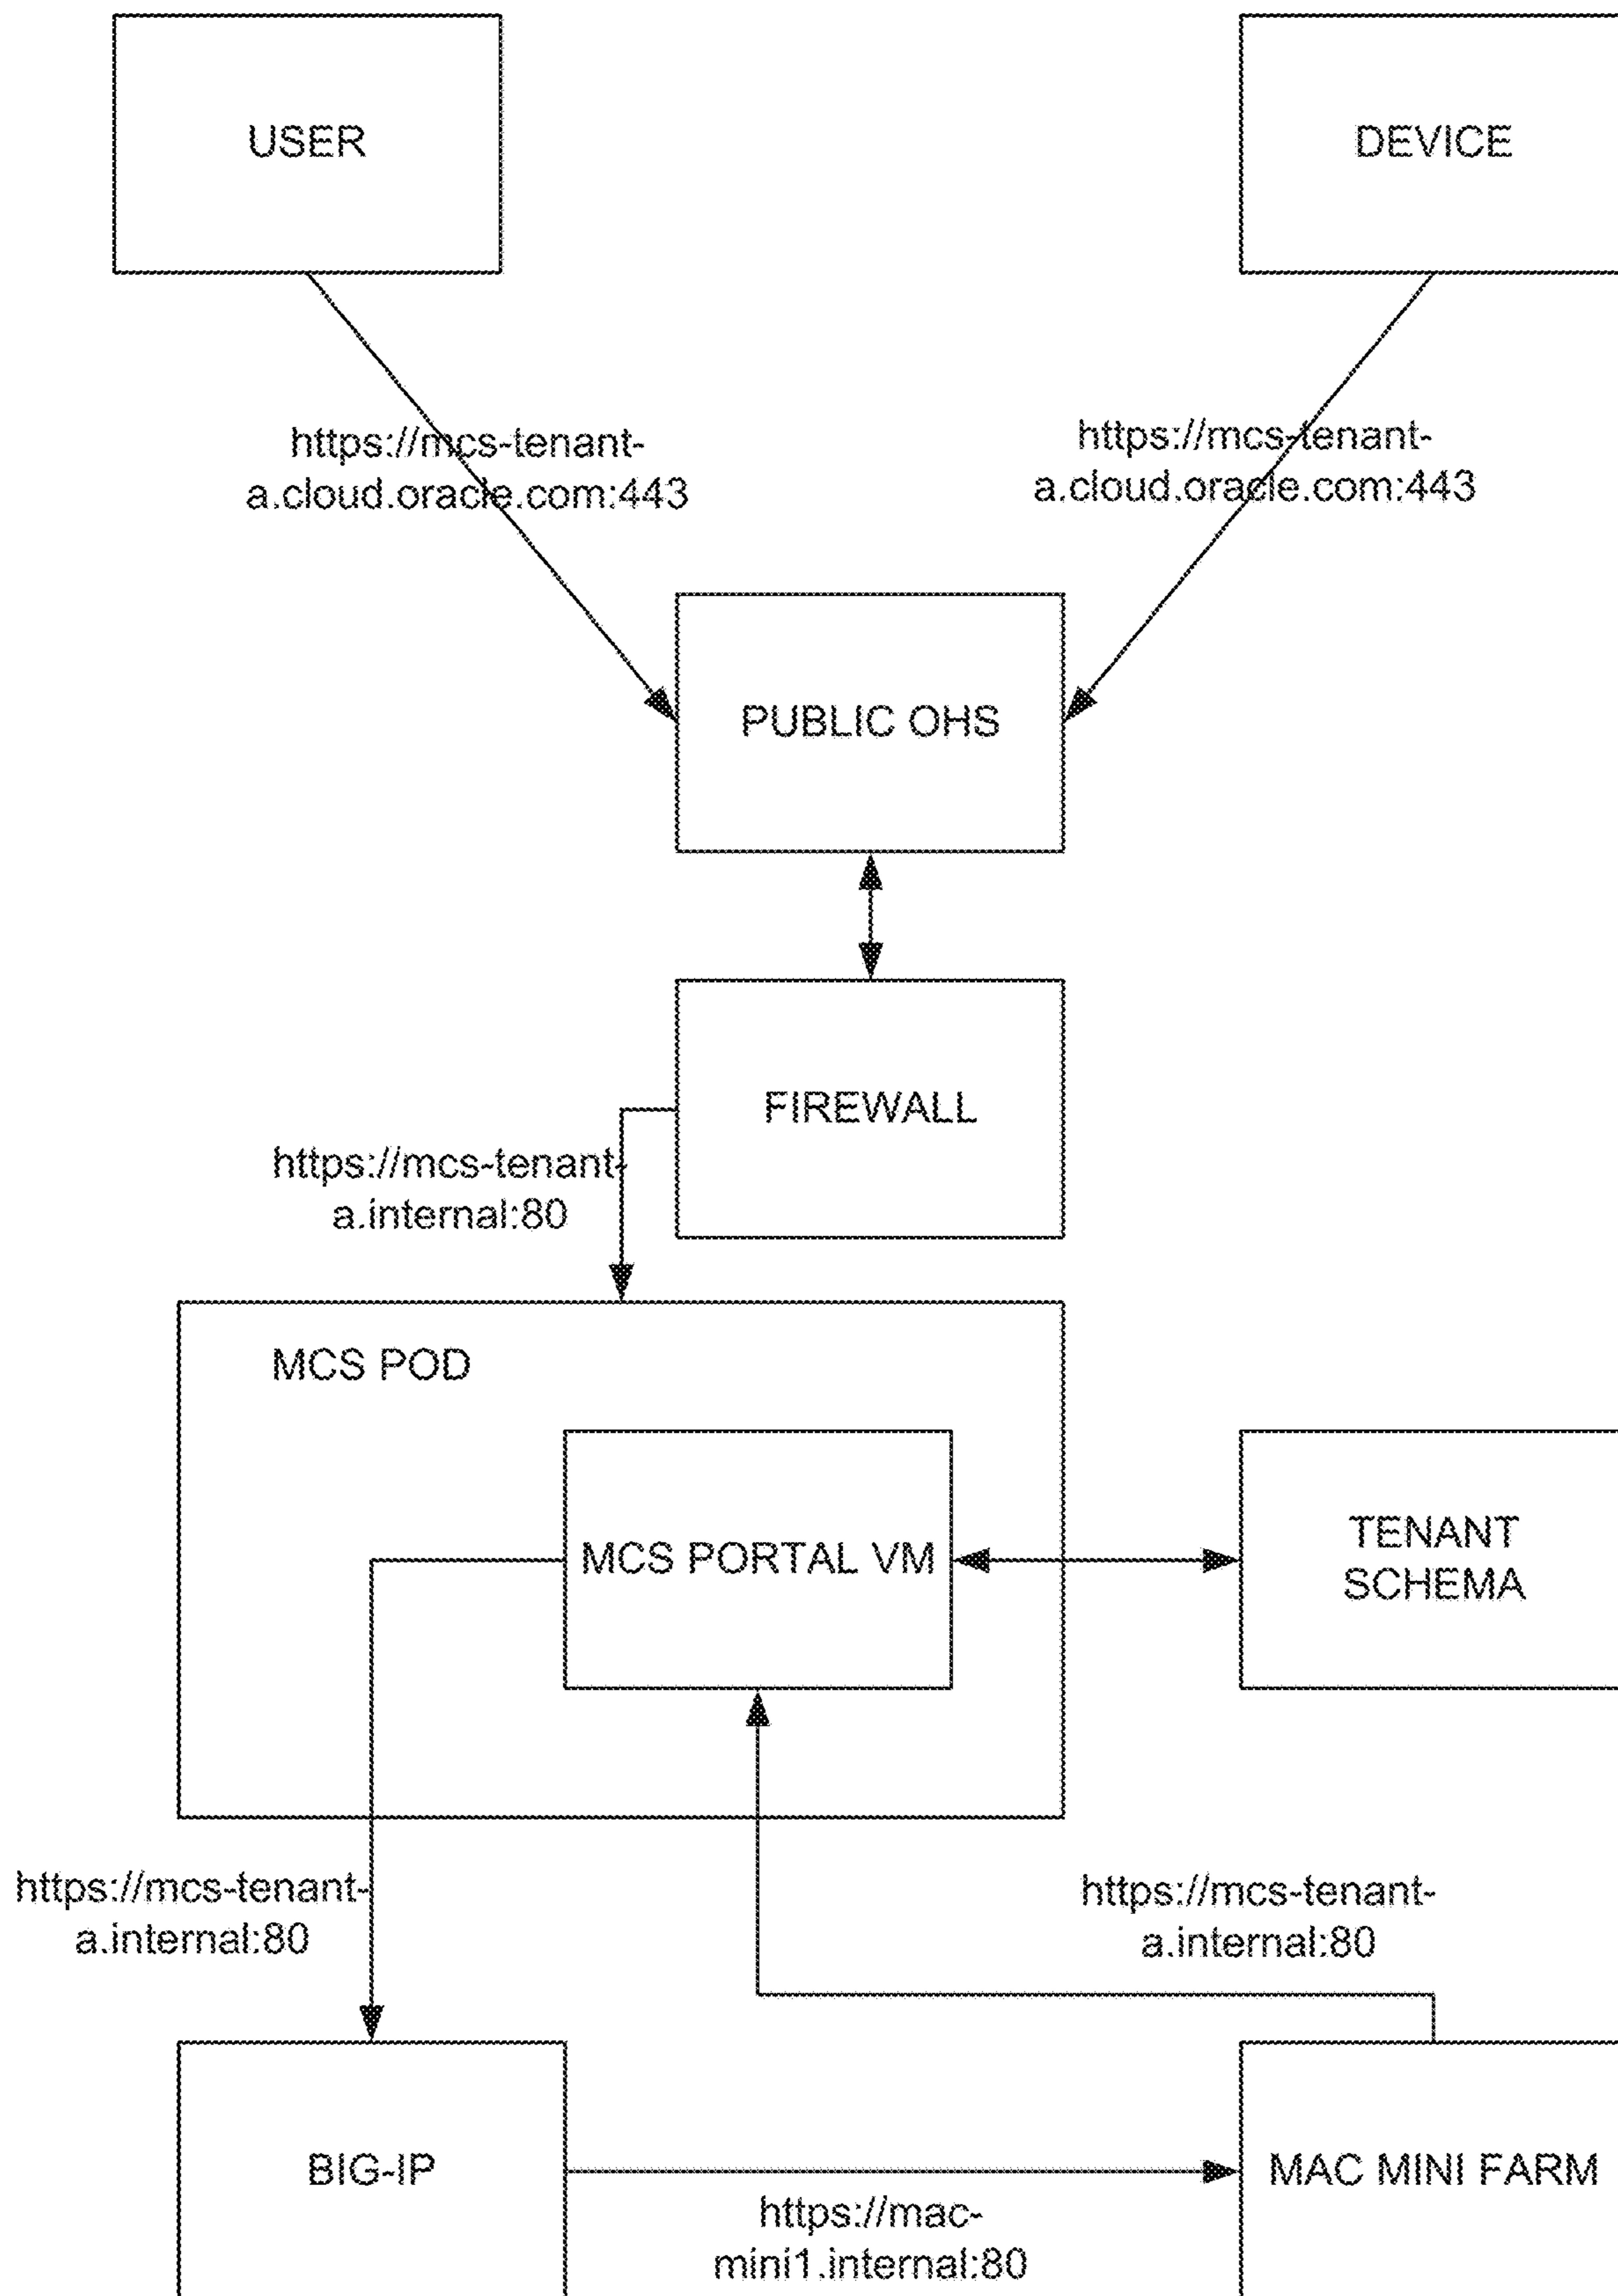 USER
DEVICE
https://mcs-tenant-
a.cloud.oracle.com:443
https://mcs-tenant-
a.cloud.oracle.com:443
PUBLIC OHS
FIREWALL
https://mcs-tenant-
a.internal:80
MCS POD
MCS PORTAL VM
TENANT
SCHEMA
https://mcs-tenant-
a.internal:80
https://mcs-tenant-
a.internal:80
BIG-IP
MAC MINI FARM
https://mac-
mini1.internal:80